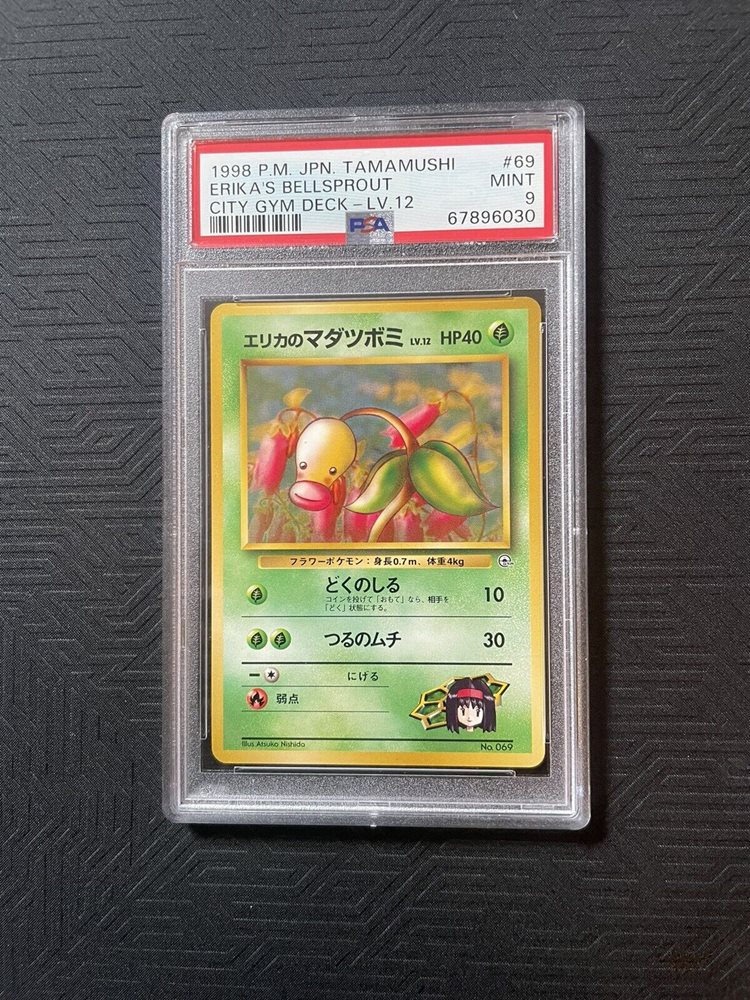 1998 P.M. JPN. TAMAMUSHI #69
ERIKA'S BELLSPROUT MINT
CITY GYM DECK - LV.12 9
PSA 67896030
エリカのマダツボミ LV.12 HP40
フラワーポケモン：身長0.7m、体重4kg
どくのしる 10
コインを投げて「おもて」なら、相手を
「どく」状態にする。
つるのムチ 30
にげる
弱点
Illus.Atsuko Nishida No.069